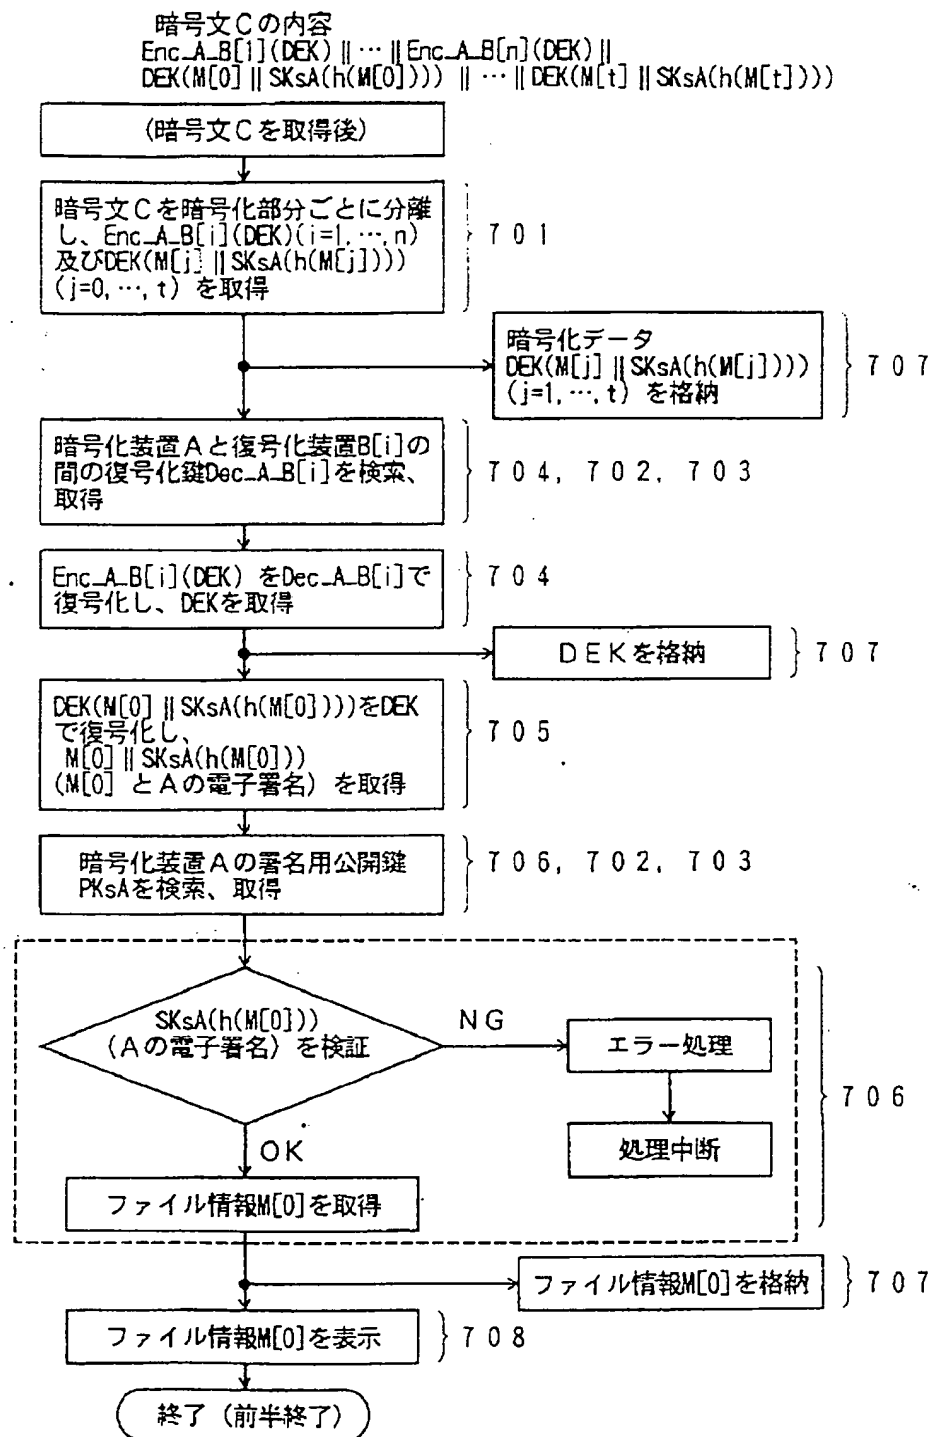 暗号文Cの内容
Enc_A_B[i](DEK) || … || Enc_A_B[n](DEK) ||
DEK(M[0] || SKsA(h(M[0]))) || … || DEK(M[t] || SKsA(h(M[t])))
(暗号文Cを取得後)
暗号文Cを暗号化部分ごとに分離
し、Enc_A_B[i](DEK)(i=1,…,n)
及びDEK(M[j] || SKsA(h(M[j])))
(j=0,…,t) を取得
701
暗号化データ
DEK(M[j] || SKsA(h(M[j])))
(j=1,…,t) を格納
707
暗号化装置Aと復号化装置B[i]の
間の復号化鍵Dec_A_B[i]を検索、
取得
704, 702, 703
Enc_A_B[i](DEK) をDec_A_B[i]で
復号化し、DEKを取得
704
DEKを格納
707
DEK(M[0] || SKsA(h(M[0])))をDEK
で復号化し、
M[0] || SKsA(h(M[0]))
(M[0] とAの電子署名) を取得
705
暗号化装置Aの署名用公開鍵
PKsAを検索、取得
706, 702, 703
SKsA(h(M[0]))
(Aの電子署名) を検証
NG
エラー処理
処理中断
706
OK
ファイル情報M[0]を取得
ファイル情報M[0]を格納
707
ファイル情報M[0]を表示
708
終了 (前半終了)